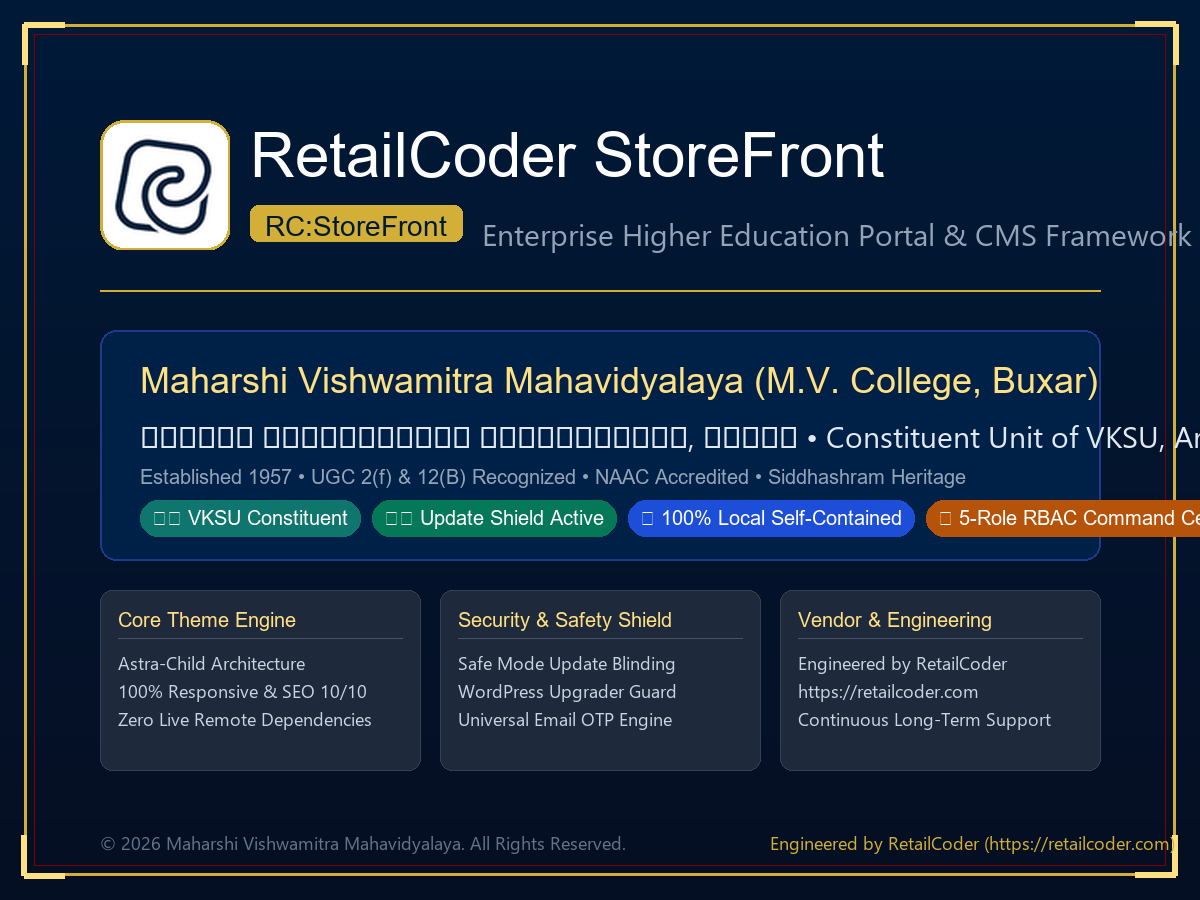 RetailCoder StoreFront
RC:StoreFront
Enterprise Higher Education Portal & CMS Framework
Maharshi Vishwamitra Mahavidyalaya (M.V. College, Buxar)
• Constituent Unit of VKSU,
Established 1957 • UGC 2(f) & 12(B) Recognized • NAAC Accredited • Siddhashram Heritage
VKSU Constituent
Update Shield Active
100% Local Self-Contained
5-Role RBAC Command
Core Theme Engine
Astra-Child Architecture
100% Responsive & SEO 10/10
Zero Live Remote Dependencies
Security & Safety Shield
Safe Mode Update Blinding
WordPress Upgrader Guard
Universal Email OTP Engine
Vendor & Engineering
Engineered by RetailCoder
https://retailcoder.com
Continuous Long-Term Support
© 2026 Maharshi Vishwamitra Mahavidyalaya. All Rights Reserved.
Engineered by RetailCoder (https://retailcoder.com)